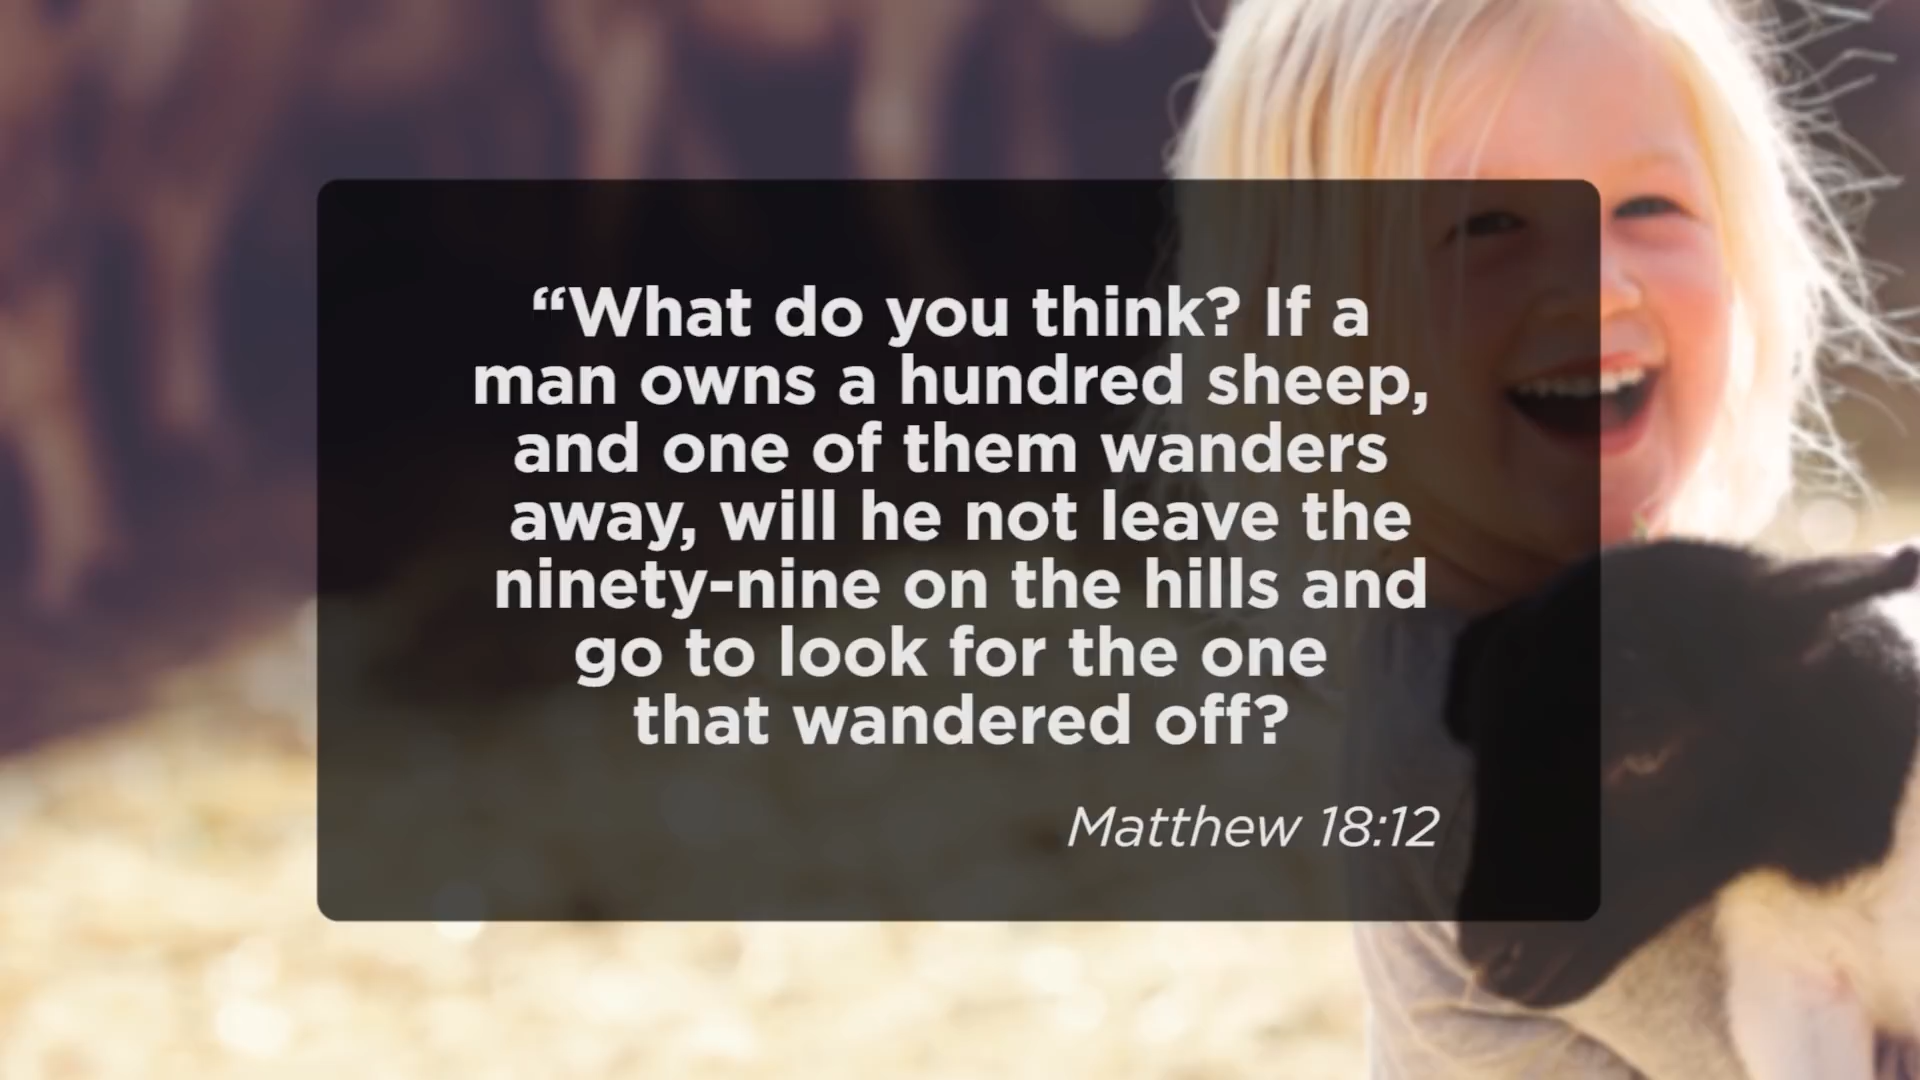 “What do you think? If a
man owns a hundred sheep,
and one of them wanders
away, will he not leave the
ninety-nine on the hills and
go to look for the one
that wandered off?
Matthew 18:12